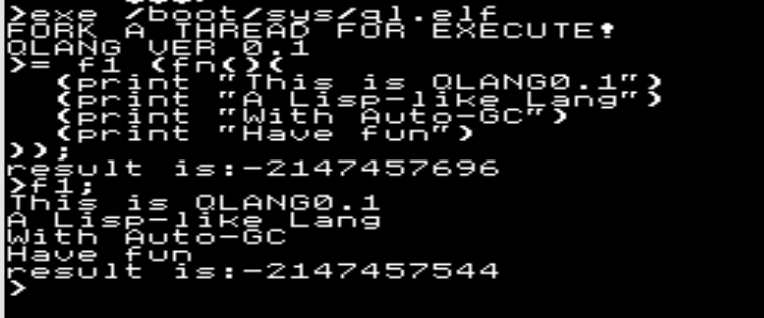 >exe /boot/sys/ql.elf
FORK A THREAD FOR EXECUTE!
QLANG VER 0.1
>= f1 (fn()(
   (print "This is QLANG0.1")
   (print "A Lisp-like Lang")
   (print "With Auto-GC")
   (print "Have fun")
));
result is:-2147457696
>f1;
This is QLANG0.1
A Lisp-like Lang
With Auto-GC
Have fun
result is:-2147457544
>